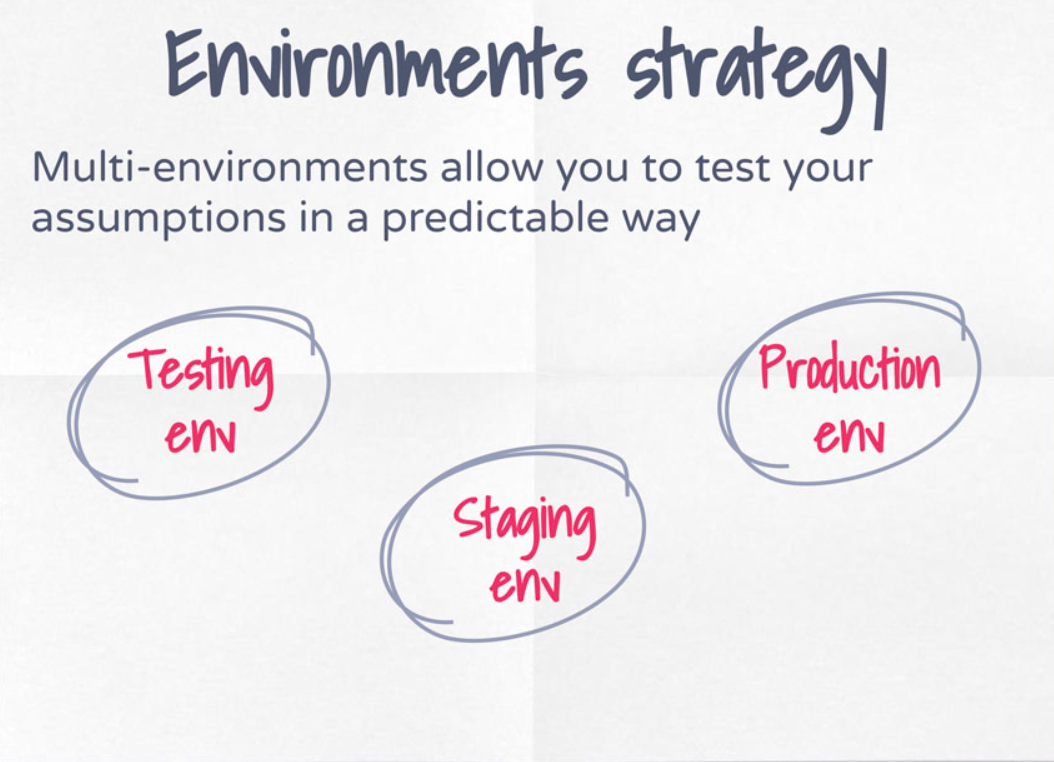 Environments strategy
Multi-environments allow you to test your
assumptions in a predictable way
Testing
env
Staging
env
Production
env